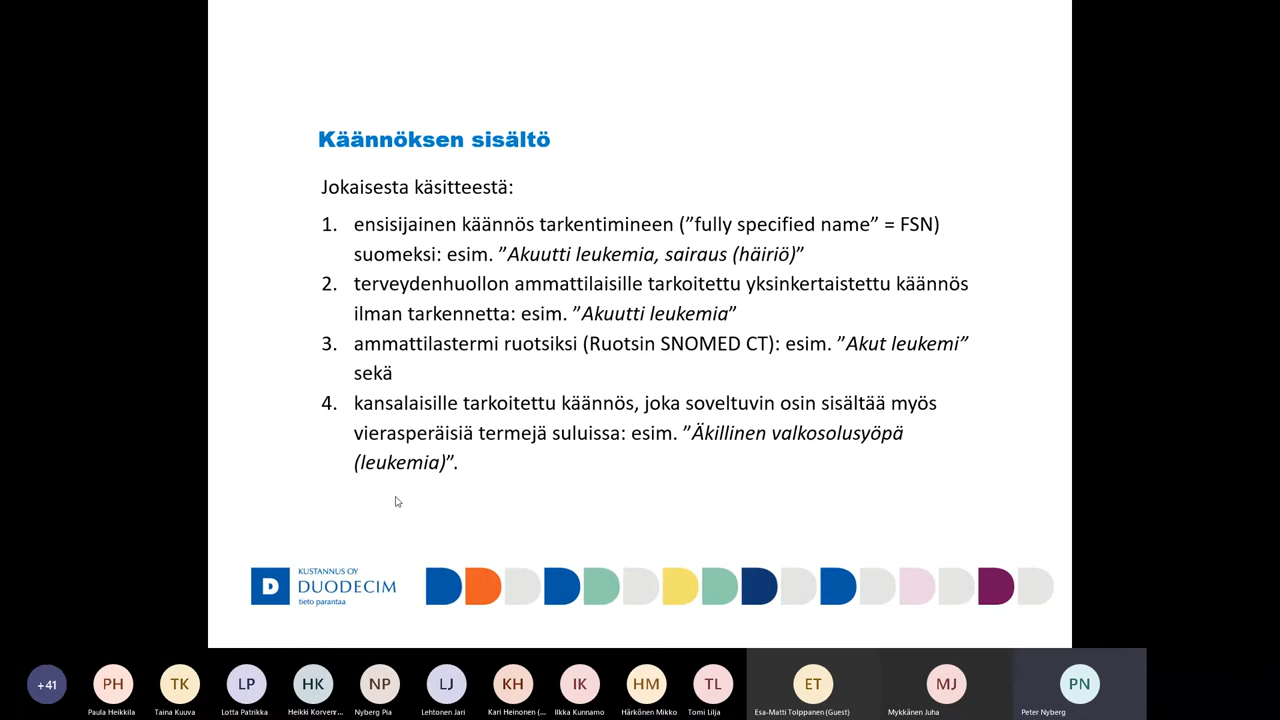 Käännöksen sisältö
Jokaisesta käsitteestä:
1. ensisijainen käännös tarkentimineen (”fully specified name” = FSN)
suomeksi: esim. ”Akuutti leukemia, sairaus (häiriö)”
2. terveydenhuollon ammattilaisille tarkoitettu yksinkertaistettu käännös
ilman tarkennetta: esim. ”Akuutti leukemia”
3. ammattilastermi ruotsiksi (Ruotsin SNOMED CT): esim. ”Akut leukemi”
sekä
4. kansalaisille tarkoitettu käännös, joka soveltuvin osin sisältää myös
vierasperäisiä termejä suluissa: esim. ”Äkillinen valkosolusyöpä
(leukemia)”.
D
KUSTANNUS OY
DUODECIM
tieto parantaa
+41 PH TK LP HK NP LJ KH IK HM TL ET MJ PN
Paula Heikkila Taina Kuuva Lotta Patrikka Heikki Korvenr... Nyberg Pia Lehtonen Jari Kari Heinonen (... Ilkka Kunnamo Härkönen Mikko Tomi Lilja Esa-Matti Tolppanen (Guest) Mykkänen Juha Peter Nyberg